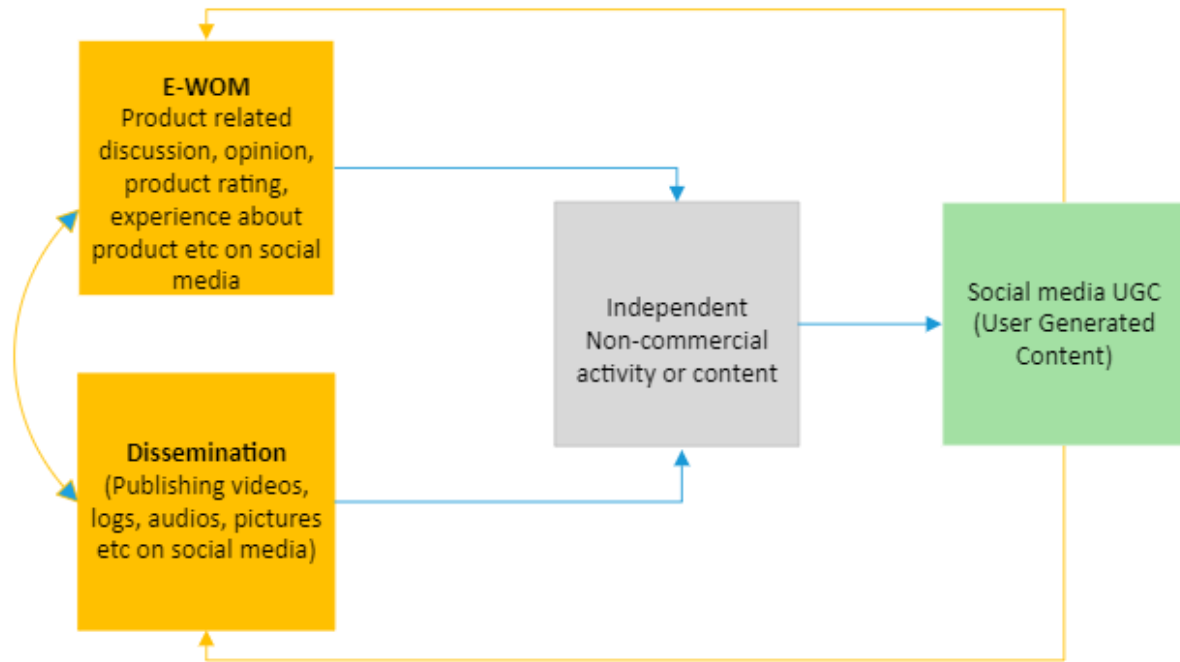 E-WOM
Product related
discussion, opinion,
product rating,
experience about
product etc on social
media
Independent
Non-commercial
activity or content
Social media UGC
(User Generated
Content)
Dissemination
(Publishing videos,
logs, audios, pictures
etc on social media)